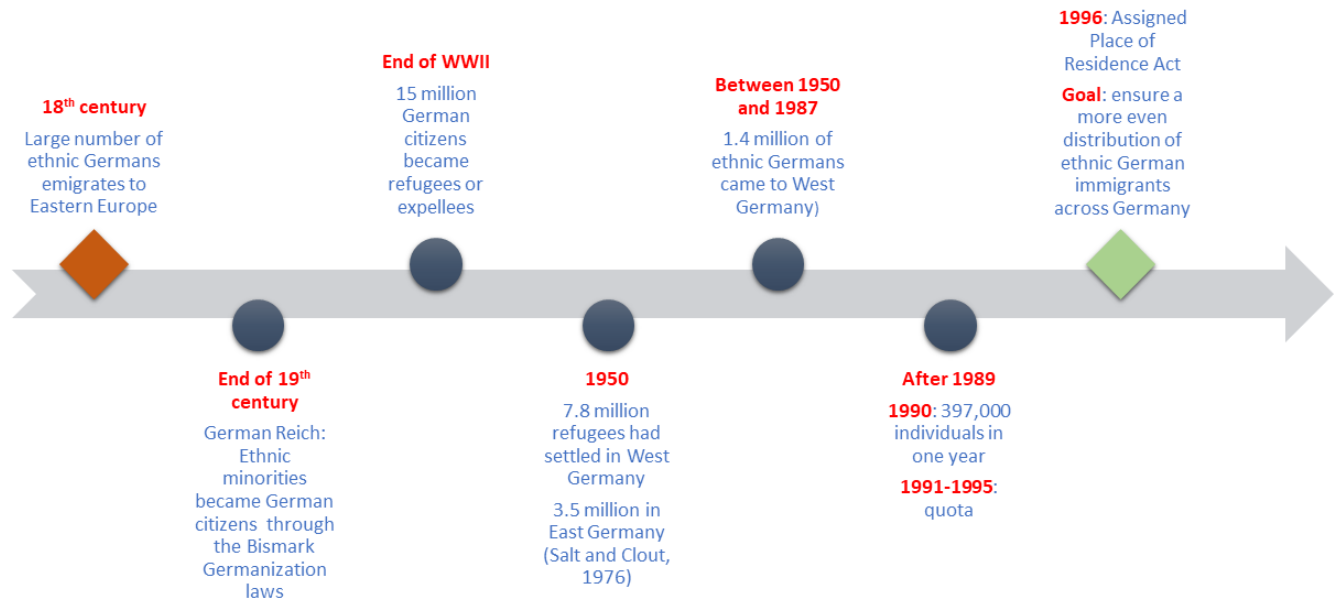 18th century
Large number of
ethnic Germans
emigrates to
Eastern Europe
End of 19th
century
German Reich:
Ethnic
minorities
became German
citizens through
the Bismark
Germanization
laws
End of WWII
15 million
German
citizens
became
refugees or
expellees
1950
7.8 million
refugees had
settled in West
Germany
3.5 million in
East Germany
(Salt and Clout,
1976)
Between 1950
and 1987
1.4 million of
ethnic Germans
came to West
Germany)
After 1989
1990: 397,000
individuals in
one year
1991-1995:
quota
1996: Assigned
Place of
Residence Act
Goal: ensure a
more even
distribution of
ethnic German
immigrants
across Germany